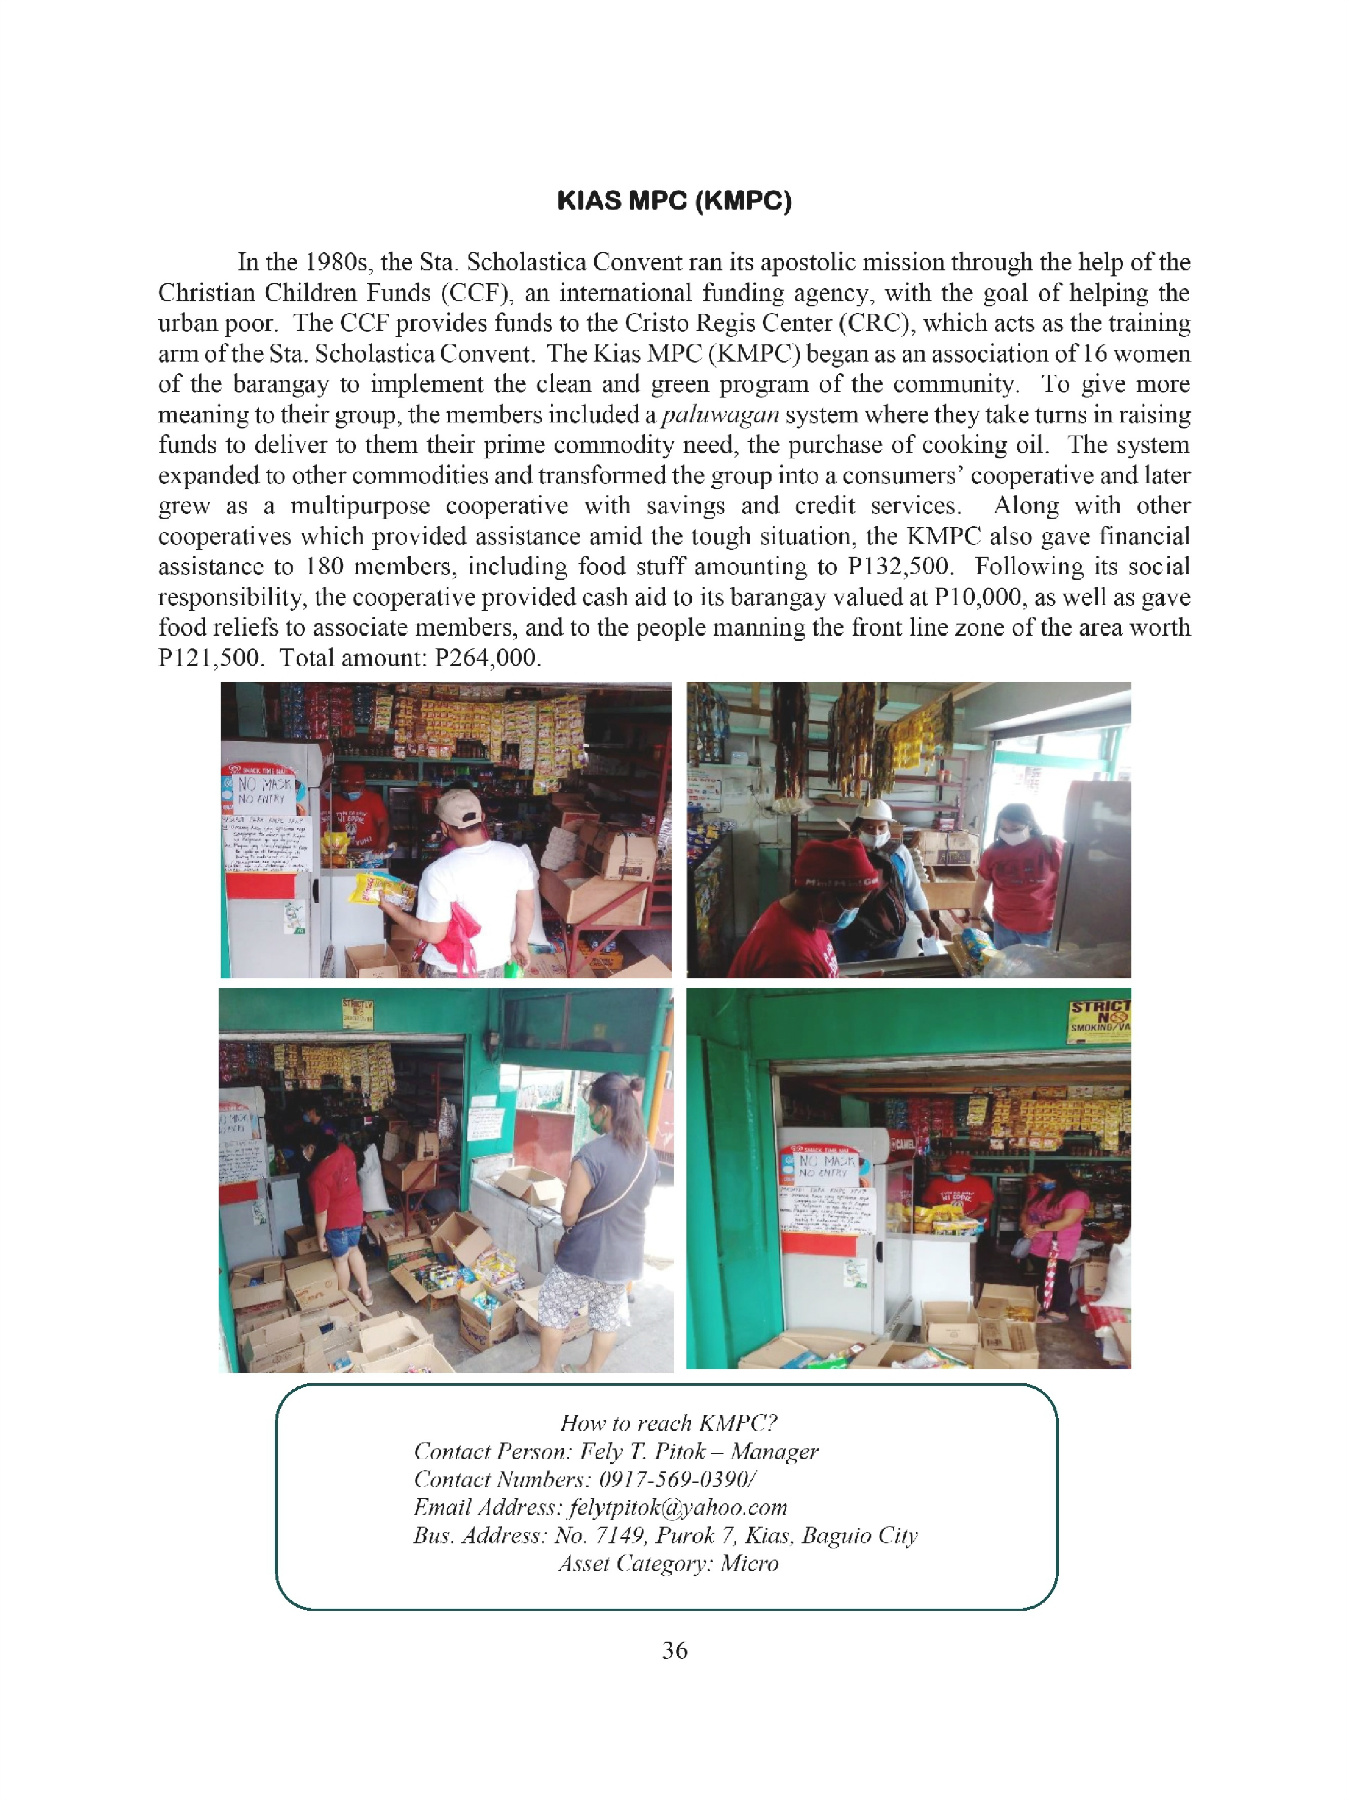 KIAS MPC (KMPC)
In the 1980s, the Sta. Scholastica Convent ran its apostolic mission through the help of the
Christian Children Funds (CCF), an international funding agency, with the goal of helping the
urban poor. The CCF provides funds to the Cristo Regis Center (CRC), which acts as the training
arm of the Sta. Scholastica Convent. The Kias MPC (KMPC) began as an association of 16 women
of the barangay to implement the clean and green program of the community. To give more
meaning to their group, the members included a paluwagan system where they take turns in raising
funds to deliver to them their prime commodity need, the purchase of cooking oil. The system
expanded to other commodities and transformed the group into a consumers’ cooperative and later
grew as a multipurpose cooperative with savings and credit services. Along with other
cooperatives which provided assistance amid the tough situation, the KMPC also gave financial
assistance to 180 members, including food stuff amounting to P132,500. Following its social
responsibility, the cooperative provided cash aid to its barangay valued at P10,000, as well as gave
food reliefs to associate members, and to the people manning the front line zone of the area worth
P121,500. Total amount: P264,000.
SNACK TIME NA!
NO MASK
NO ENTRY
STRICTLY
NO
STRICT
NO
SMOKING/VA
CAMEL
SNACK TIME NA!
NO MASK
NO ENTRY
How to reach KMPC?
Contact Person: Fely T. Pitok – Manager
Contact Numbers: 0917-569-0390/
Email Address: felytpitok@yahoo.com
Bus. Address: No. 7149, Purok 7, Kias, Baguio City
Asset Category: Micro
36